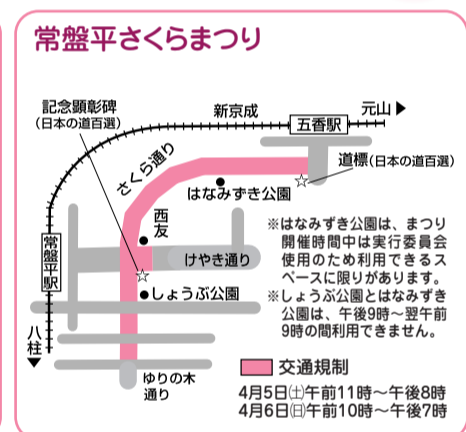 常盤平さくらまつり
記念顕彰碑
(日本の道百選)
新京成
元山▶
五香駅
道標(日本の道百選)
さくら通り
はなみずき公園
西友
常盤平駅
けやき通り
しょうぶ公園
八柱
▼
ゆりの木
通り
※はなみずき公園は、まつり
開催時間中は実行委員会
使用のため利用できるス
ペースに限りがあります。
※しょうぶ公園とはなみずき
公園は、午後9時~翌午前
9時の間利用できません。
交通規制
4月5日㈯午前11時~午後8時
4月6日㈰午前10時~午後7時